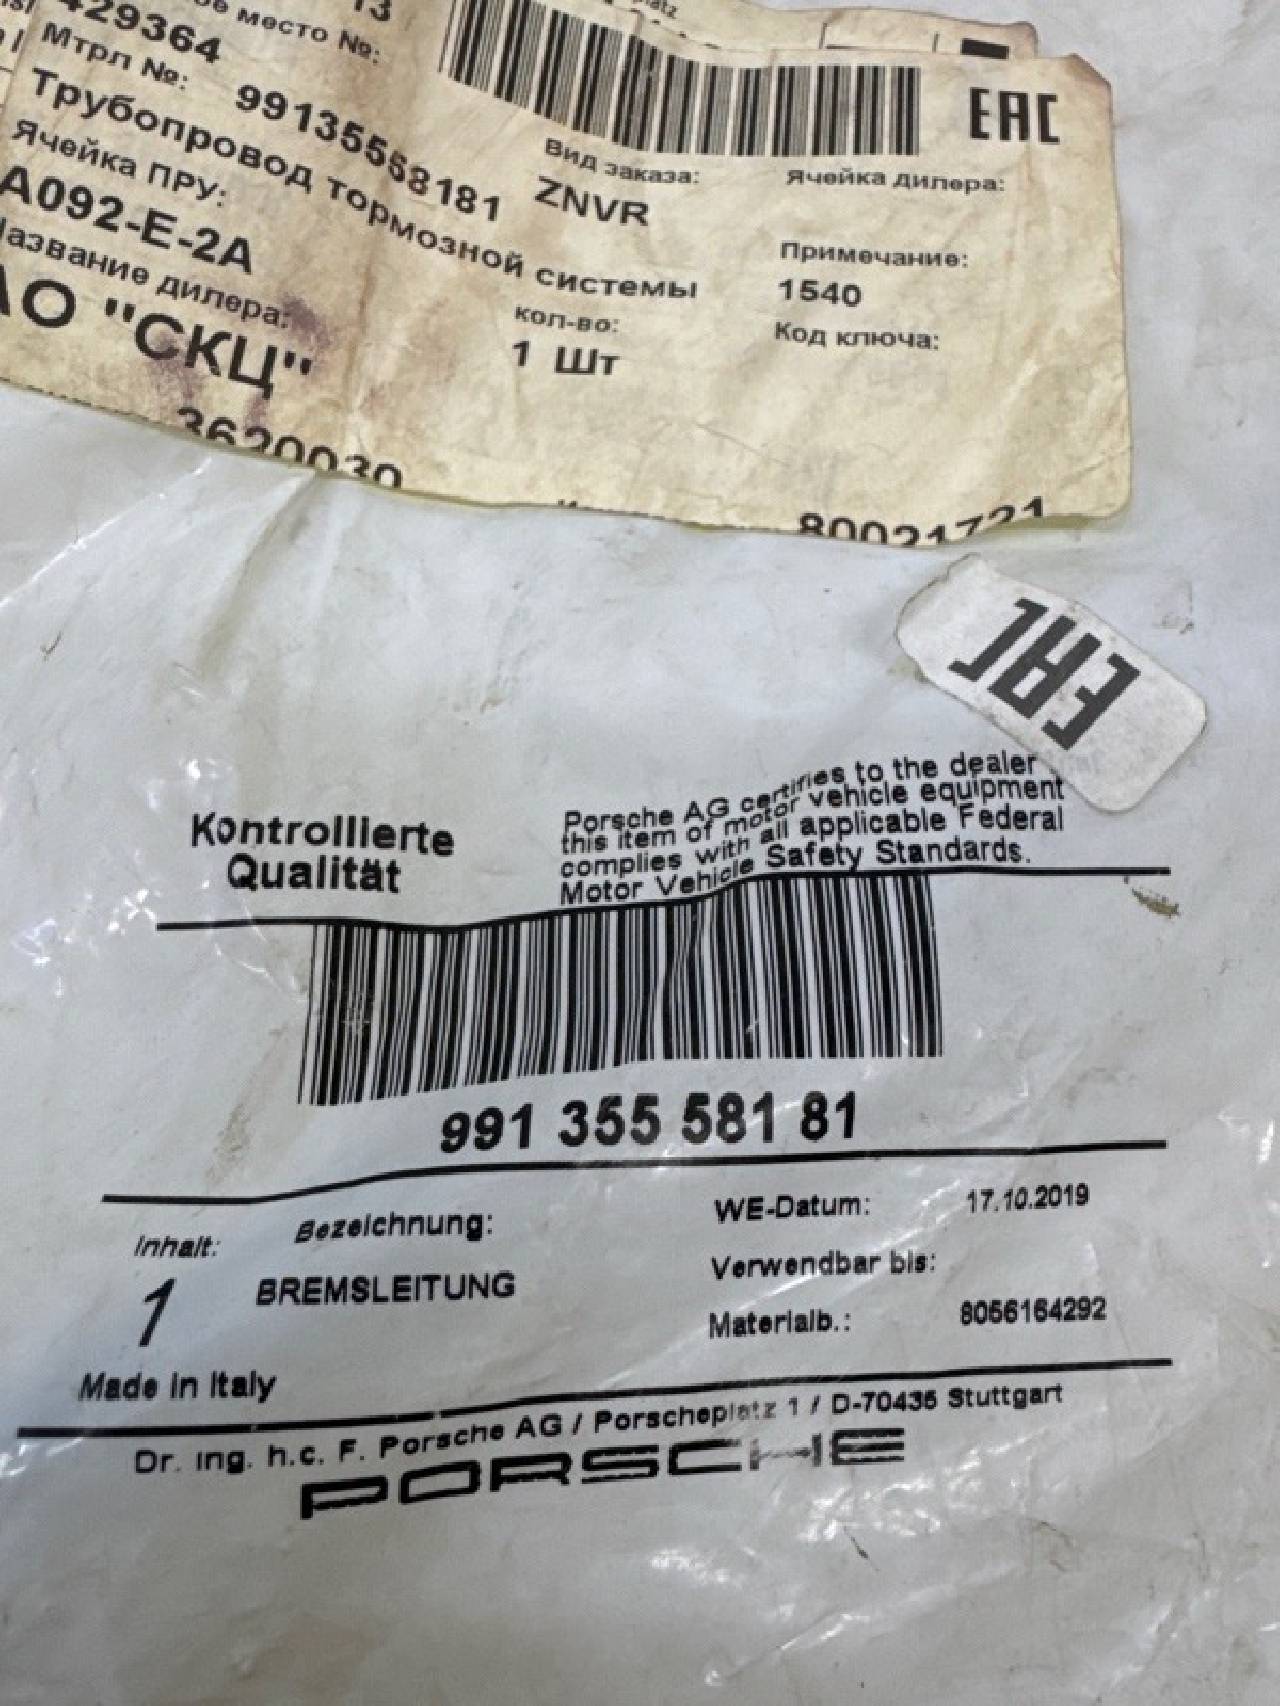 13
место №:
429364
Мтрл №:
99135558181
Трубопровод тормозной системы
Ячейка ПРУ:
A092-E-2A
Название дилера:
АО "СКЦ"
3620030
EAC
Вид заказа:
ZNVR
Ячейка дилера:
Примечание:
1540
кол-во:
1 Шт
Код ключа:
80021721
EAC
Kontrollierte
Qualität
Porsche AG certifies to the dealer
this item of motor vehicle equipment
complies with all applicable Federal
Motor Vehicle Safety Standards.
991 355 581 81
Inhalt:
Bezeichnung:
WE-Datum:
17.10.2019
1
BREMSLEITUNG
Verwendbar bis:
Materialb.:
8056164292
Made in Italy
Dr. Ing. h.c. F. Porsche AG / Porscheplatz 1 / D-70435 Stuttgart
PORSCHE